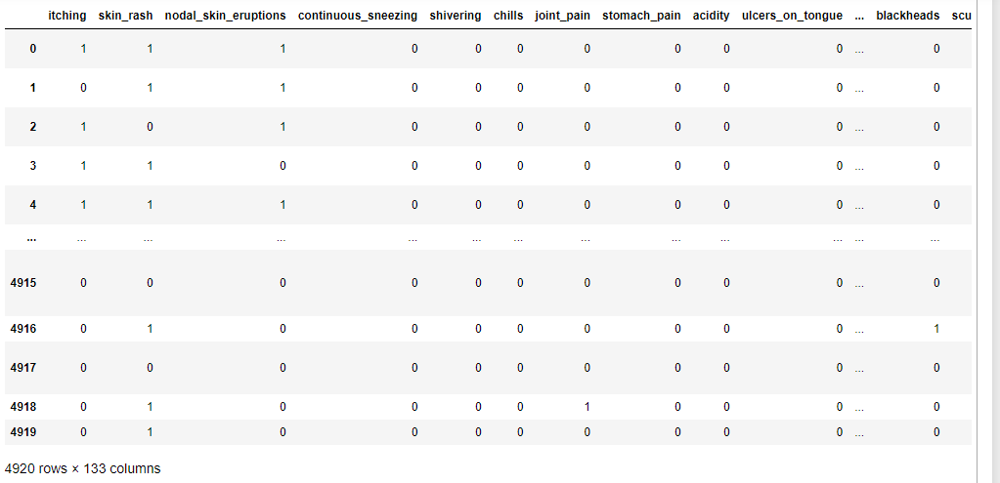 itching skin_rash nodal_skin_eruptions continuous_sneezing shivering chills joint_pain stomach_pain acidity ulcers_on_tongue ... blackheads scu
0 1 1 1 0 0 0 0 0 0 0 ... 0
1 0 1 1 0 0 0 0 0 0 0 ... 0
2 1 0 1 0 0 0 0 0 0 0 ... 0
3 1 1 0 0 0 0 0 0 0 0 ... 0
4 1 1 1 0 0 0 0 0 0 0 ... 0
... ... ... ... ... ... ... ... ... ... ... ... ...
4915 0 0 0 0 0 0 0 0 0 0 ... 0
4916 0 1 0 0 0 0 0 0 0 0 ... 1
4917 0 0 0 0 0 0 0 0 0 0 ... 0
4918 0 1 0 0 0 0 1 0 0 0 ... 0
4919 0 1 0 0 0 0 0 0 0 0 ... 0
4920 rows × 133 columns